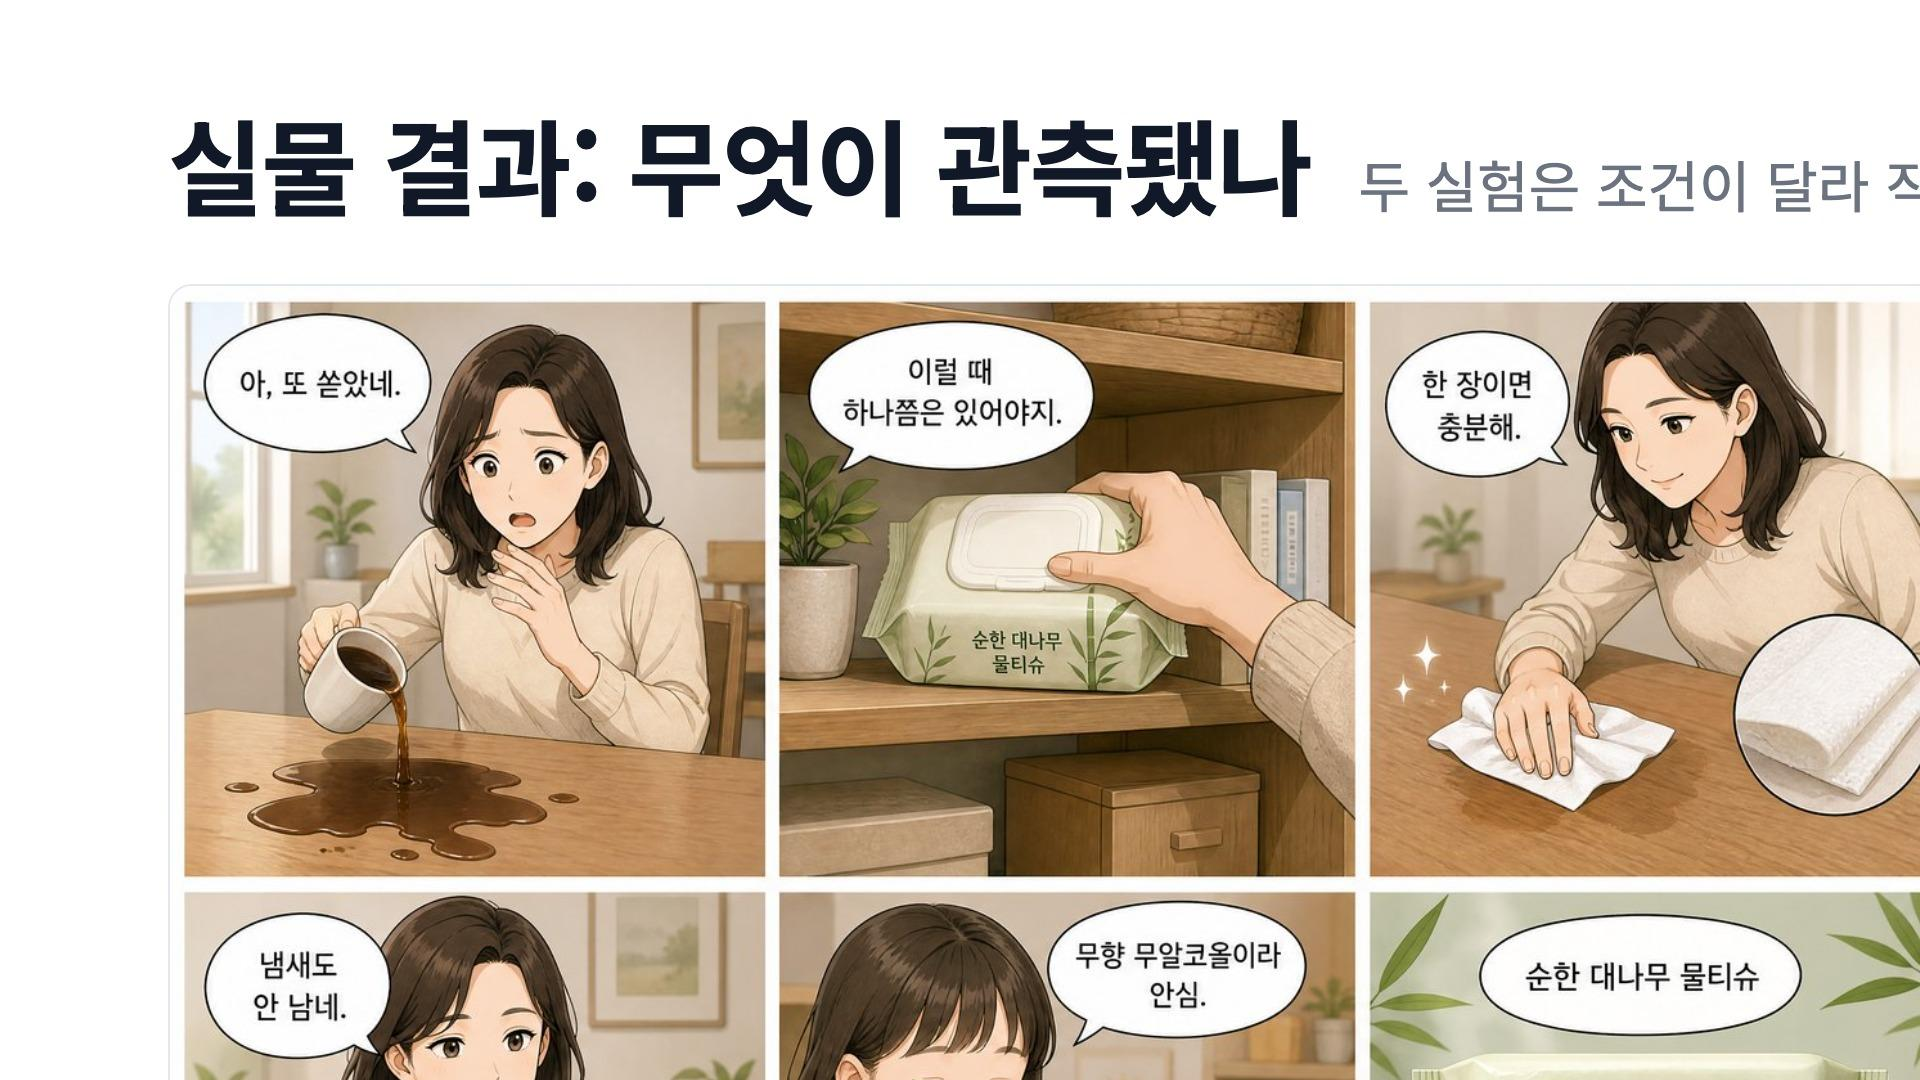 실물 결과: 무엇이 관측됐나
두 실험은 조건이 달라
아, 또 쏟았네.
이럴 때
하나쯤은 있어야지.
순한 대나무
물티슈
한 장이면
충분해.
냄새도
안 남네.
무향 무알코올이라
안심.
순한 대나무 물티슈